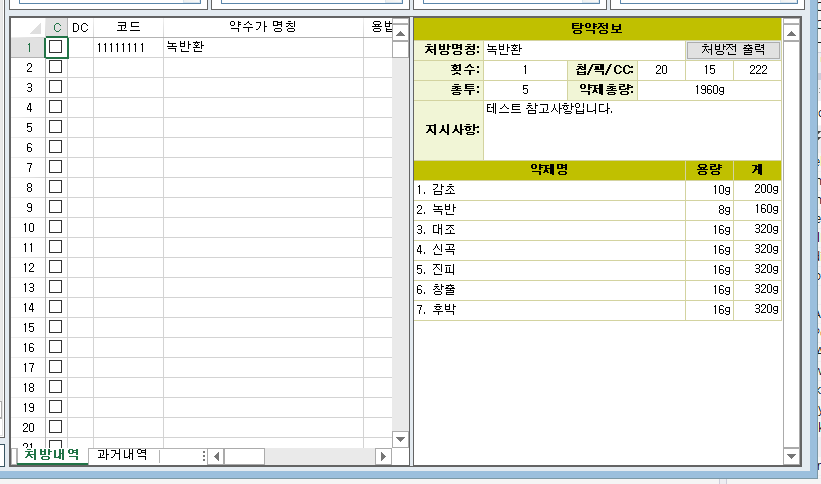 C DC 코드 약수가 명칭 용법
1 11111111 녹반환
2
3
4
5
6
7
8
9
10
11
12
13
14
15
16
17
18
19
20
21
처방내역 과거내역
탕약정보
처방명칭: 녹반환 처방전 출력
횟수: 1 첩/팩/CC: 20 15 222
총투: 5 약제총량: 1960g
지시사항: 테스트 참고사항입니다.
약제명 용량 계
1. 감초 10g 200g
2. 녹반 8g 160g
3. 대조 16g 320g
4. 신곡 16g 320g
5. 진피 16g 320g
6. 창출 16g 320g
7. 후박 16g 320g